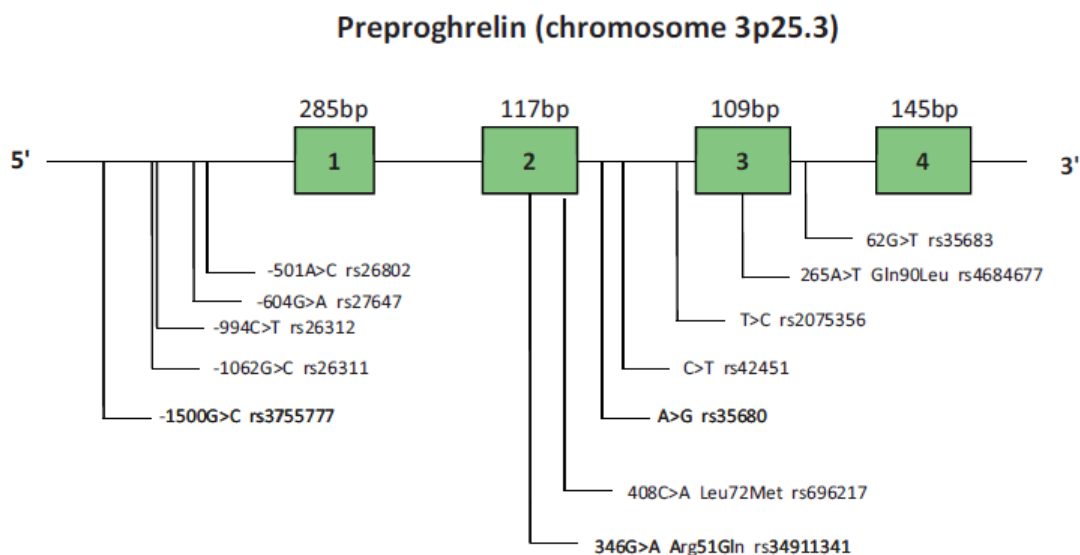 Preproghrelin (chromosome 3p25.3)
285bp 117bp 109bp 145bp
5' 1 2 3 4 3'
62G>T rs35683
-501A>C rs26802
265A>T Gln90Leu rs4684677
-604G>A rs27647
T>C rs2075356
-994C>T rs26312
-1062G>C rs26311
C>T rs42451
-1500G>C rs3755777
A>G rs35680
408C>A Leu72Met rs696217
346G>A Arg51Gln rs34911341